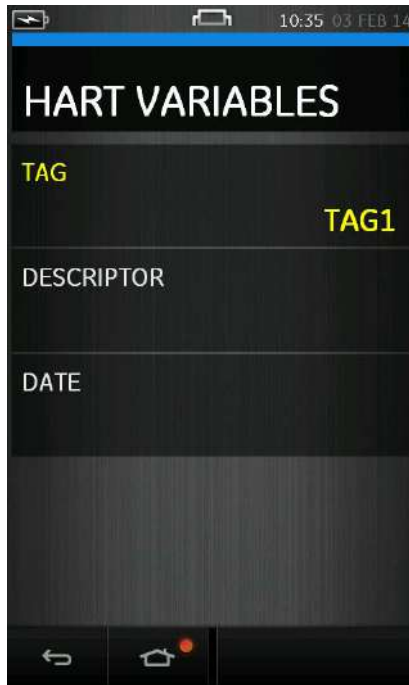 10:35 03 FEB 14
HART VARIABLES
TAG
TAG1
DESCRIPTOR
DATE